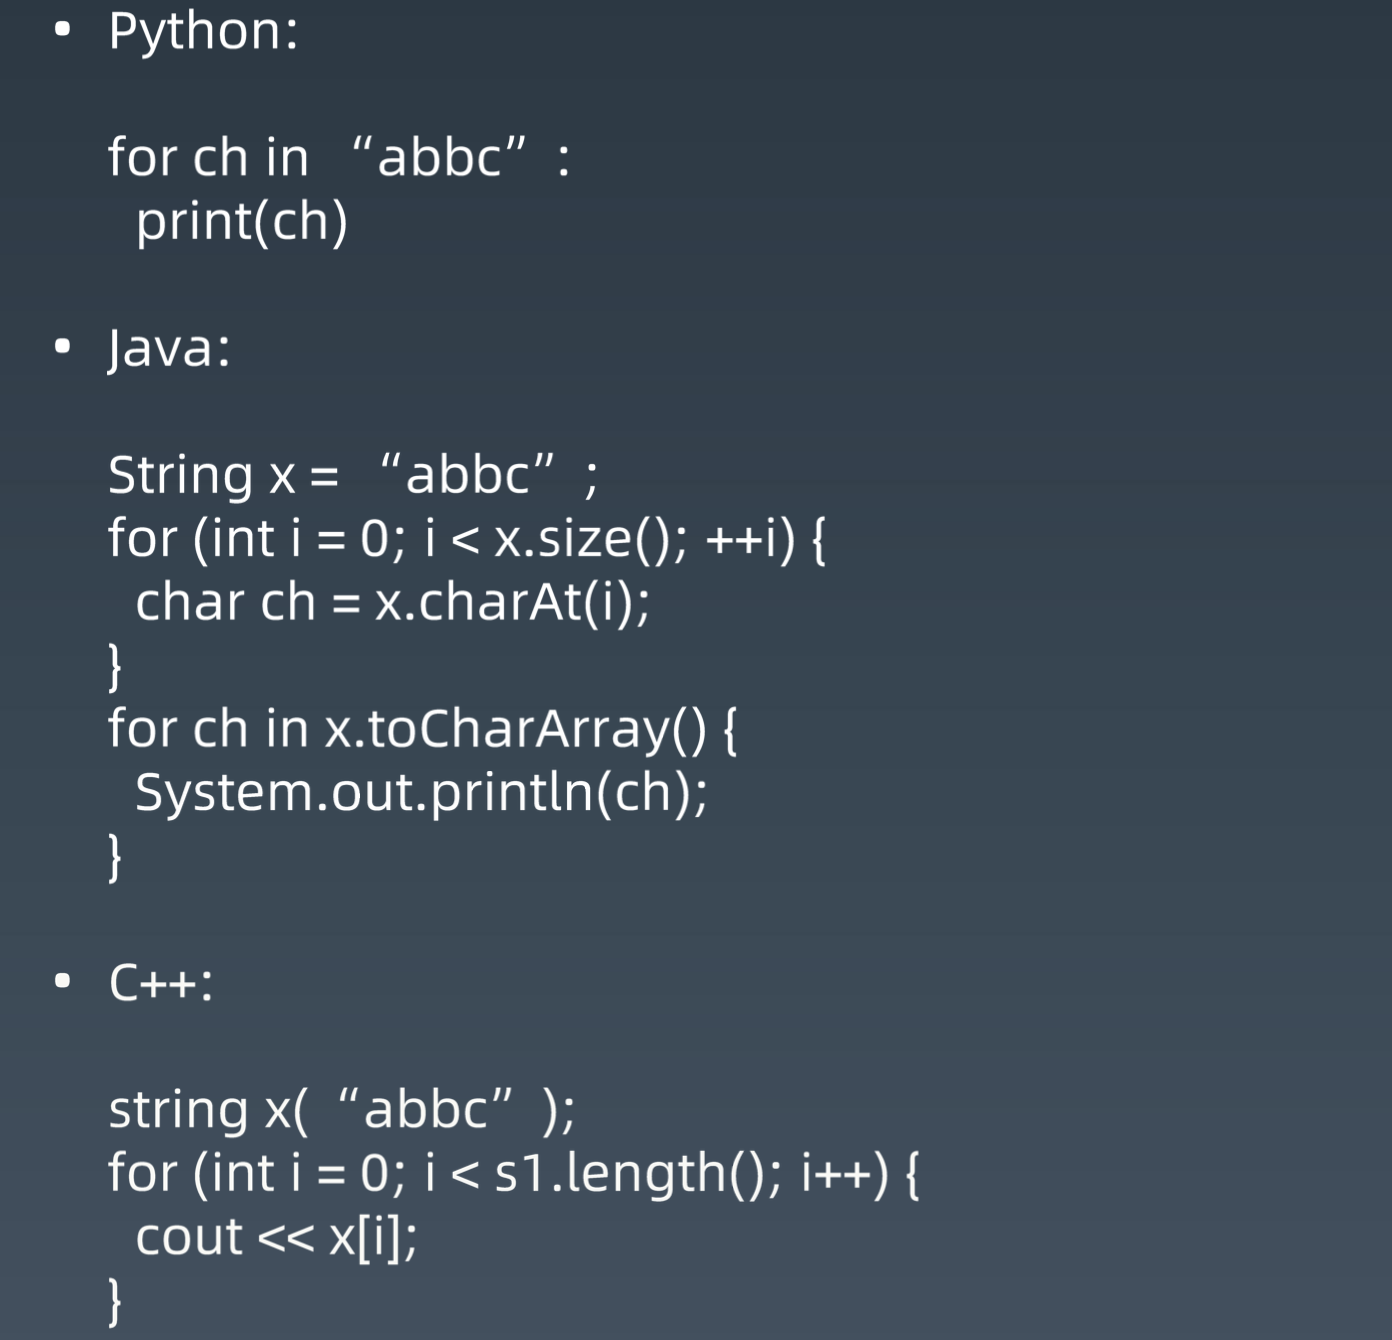 • Python:
for ch in “abbc” :
print(ch)
• Java:
String x = “abbc” ;
for (int i = 0; i < x.size(); ++i) {
char ch = x.charAt(i);
}
for ch in x.toCharArray() {
System.out.println(ch);
}
• C++:
string x( “abbc” );
for (int i = 0; i < s1.length(); i++) {
cout << x[i];
}